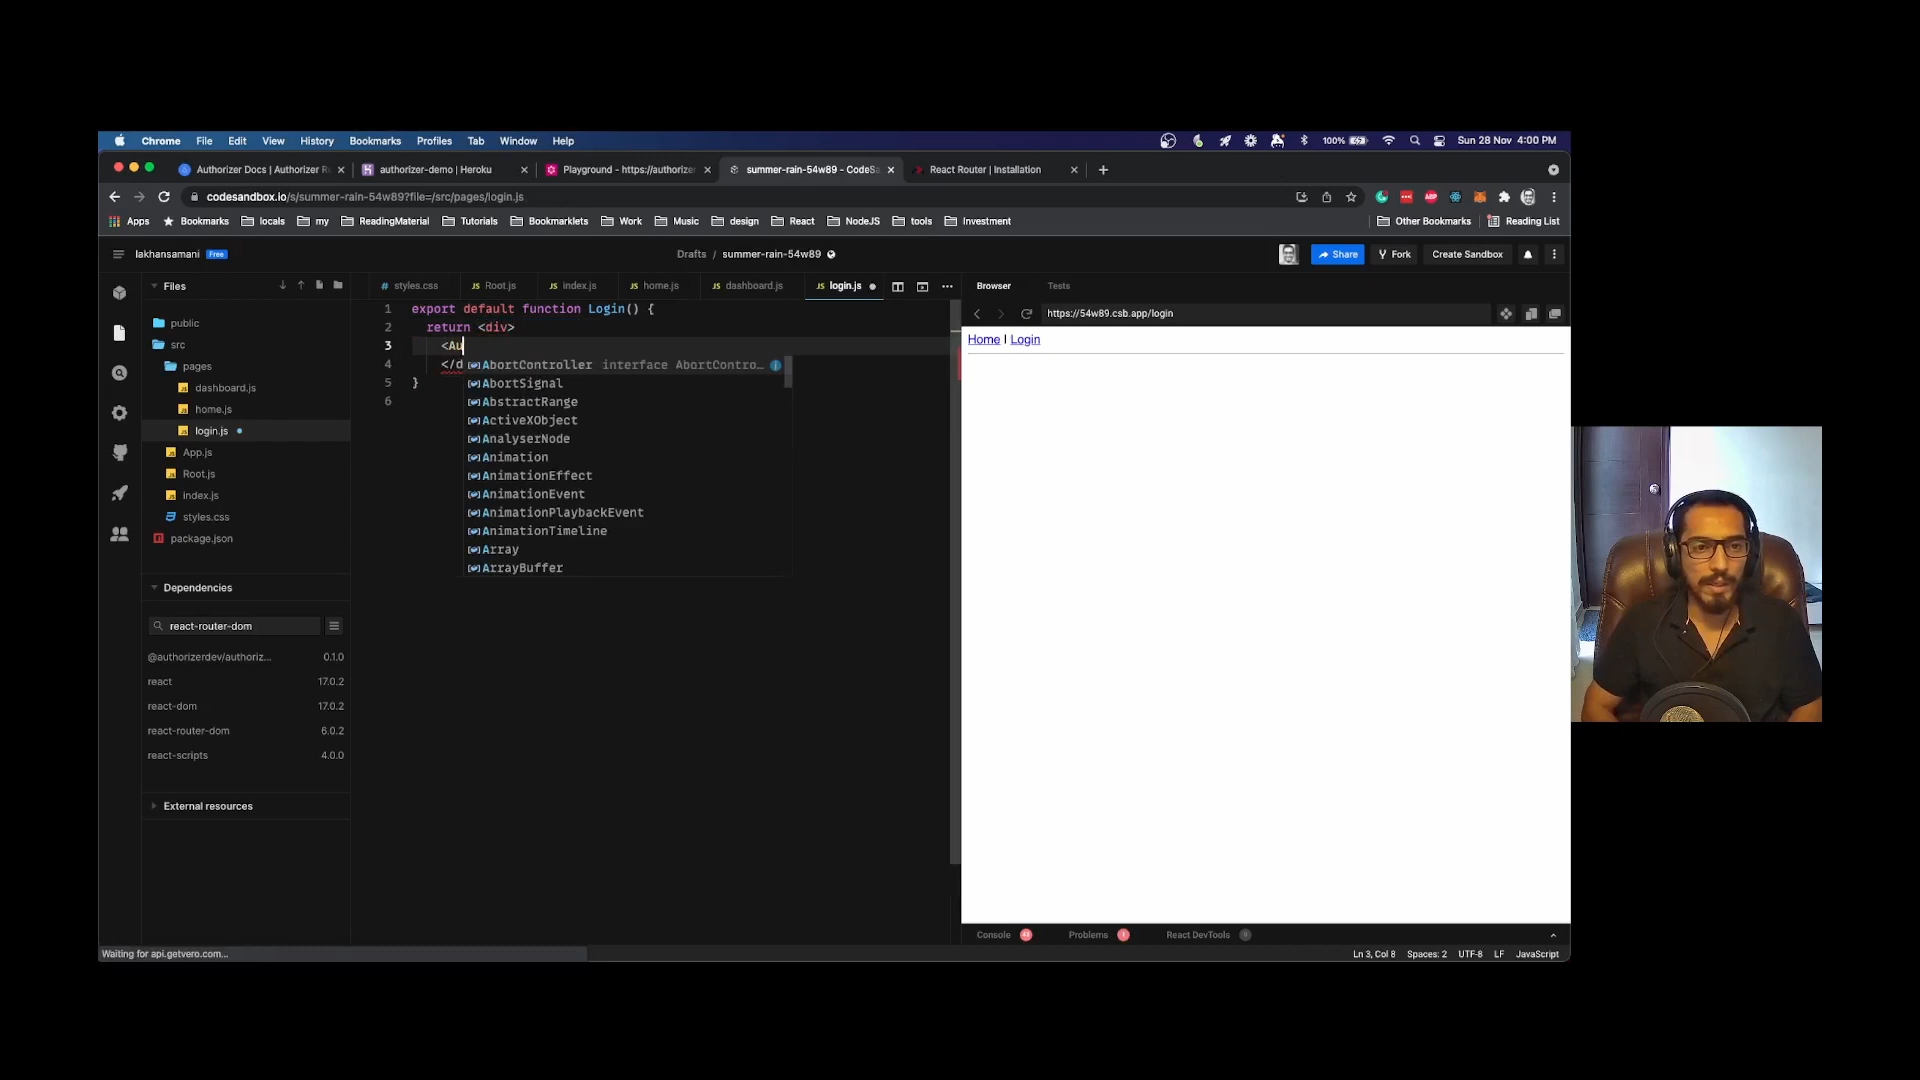 Chrome File Edit View History Bookmarks Profiles Tab Window Help 100% Sun 28 Nov 4:00 PM
Authorizer Docs | Authorizer R authorizer-demo | Heroku Playground - https://authorizer summer-rain-54w89 - CodeSa React Router | Installation
codesandbox.io/s/summer-rain-54w89?file=/src/pages/login.js
Apps Bookmarks locals my ReadingMaterial Tutorials Bookmarklets Work Music design React NodeJS tools Investment Other Bookmarks Reading List
lakhansamani Free Drafts / summer-rain-54w89 Share Fork Create Sandbox
Files
public
src
pages
dashboard.js
home.js
login.js
App.js
Root.js
index.js
styles.css
package.json
Dependencies
react-router-dom
@authorizerdev/authoriz... 0.1.0
react 17.0.2
react-dom 17.0.2
react-router-dom 6.0.2
react-scripts 4.0.0
External resources
# styles.css JS Root.js JS index.js JS home.js JS dashboard.js JS login.js
1 export default function Login() {
2 return <div>
3 <Au
4 </d
5 }
6
AbortController interface AbortContro...
AbortSignal
AbstractRange
ActiveXObject
AnalyserNode
Animation
AnimationEffect
AnimationEvent
AnimationPlaybackEvent
AnimationTimeline
Array
ArrayBuffer
Browser Tests
https://54w89.csb.app/login
Home | Login
Console Problems 1 React DevTools 0
Waiting for api.getvero.com... Ln 3, Col 8 Spaces: 2 UTF-8 LF JavaScript